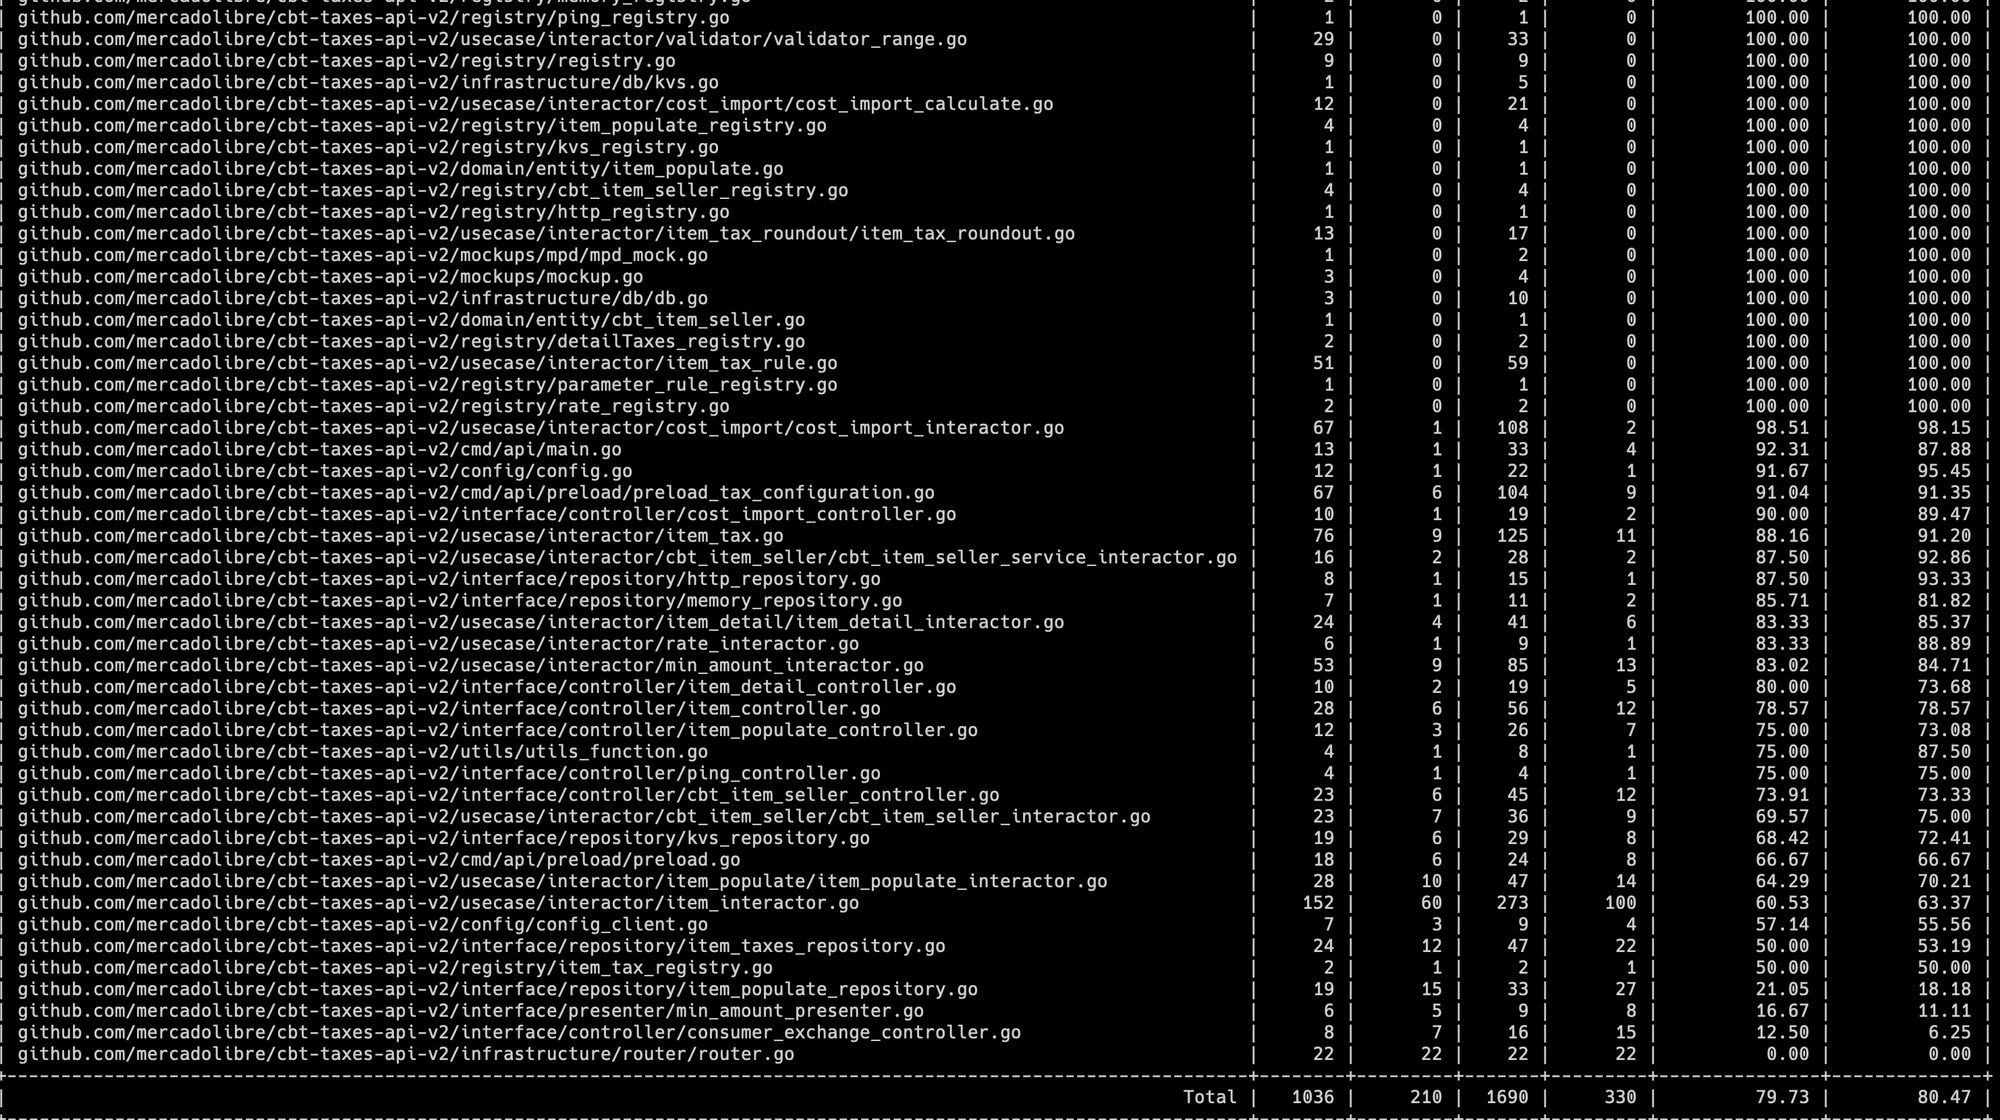 | github.com/mercadolibre/cbt-taxes-api-v2/registry/ping_registry.go | 1 | 0 | 1 | 0 | 100.00 | 100.00 |
| github.com/mercadolibre/cbt-taxes-api-v2/usecase/interactor/validator/validator_range.go | 29 | 0 | 33 | 0 | 100.00 | 100.00 |
| github.com/mercadolibre/cbt-taxes-api-v2/registry/registry.go | 9 | 0 | 9 | 0 | 100.00 | 100.00 |
| github.com/mercadolibre/cbt-taxes-api-v2/infrastructure/db/kvs.go | 1 | 0 | 5 | 0 | 100.00 | 100.00 |
| github.com/mercadolibre/cbt-taxes-api-v2/usecase/interactor/cost_import/cost_import_calculate.go | 12 | 0 | 21 | 0 | 100.00 | 100.00 |
| github.com/mercadolibre/cbt-taxes-api-v2/registry/item_populate_registry.go | 4 | 0 | 4 | 0 | 100.00 | 100.00 |
| github.com/mercadolibre/cbt-taxes-api-v2/registry/kvs_registry.go | 1 | 0 | 1 | 0 | 100.00 | 100.00 |
| github.com/mercadolibre/cbt-taxes-api-v2/domain/entity/item_populate.go | 1 | 0 | 1 | 0 | 100.00 | 100.00 |
| github.com/mercadolibre/cbt-taxes-api-v2/registry/cbt_item_seller_registry.go | 4 | 0 | 4 | 0 | 100.00 | 100.00 |
| github.com/mercadolibre/cbt-taxes-api-v2/registry/http_registry.go | 1 | 0 | 1 | 0 | 100.00 | 100.00 |
| github.com/mercadolibre/cbt-taxes-api-v2/usecase/interactor/item_tax_roundout/item_tax_roundout.go | 13 | 0 | 17 | 0 | 100.00 | 100.00 |
| github.com/mercadolibre/cbt-taxes-api-v2/mockups/mpd/mpd_mock.go | 1 | 0 | 2 | 0 | 100.00 | 100.00 |
| github.com/mercadolibre/cbt-taxes-api-v2/mockups/mockup.go | 3 | 0 | 4 | 0 | 100.00 | 100.00 |
| github.com/mercadolibre/cbt-taxes-api-v2/infrastructure/db/db.go | 3 | 0 | 10 | 0 | 100.00 | 100.00 |
| github.com/mercadolibre/cbt-taxes-api-v2/domain/entity/cbt_item_seller.go | 1 | 0 | 1 | 0 | 100.00 | 100.00 |
| github.com/mercadolibre/cbt-taxes-api-v2/registry/detailTaxes_registry.go | 2 | 0 | 2 | 0 | 100.00 | 100.00 |
| github.com/mercadolibre/cbt-taxes-api-v2/usecase/interactor/item_tax_rule.go | 51 | 0 | 59 | 0 | 100.00 | 100.00 |
| github.com/mercadolibre/cbt-taxes-api-v2/registry/parameter_rule_registry.go | 1 | 0 | 1 | 0 | 100.00 | 100.00 |
| github.com/mercadolibre/cbt-taxes-api-v2/registry/rate_registry.go | 2 | 0 | 2 | 0 | 100.00 | 100.00 |
| github.com/mercadolibre/cbt-taxes-api-v2/usecase/interactor/cost_import/cost_import_interactor.go | 67 | 1 | 108 | 2 | 98.51 | 98.15 |
| github.com/mercadolibre/cbt-taxes-api-v2/cmd/api/main.go | 13 | 1 | 33 | 4 | 92.31 | 87.88 |
| github.com/mercadolibre/cbt-taxes-api-v2/config/config.go | 12 | 1 | 22 | 1 | 91.67 | 95.45 |
| github.com/mercadolibre/cbt-taxes-api-v2/cmd/api/preload/preload_tax_configuration.go | 67 | 6 | 104 | 9 | 91.04 | 91.35 |
| github.com/mercadolibre/cbt-taxes-api-v2/interface/controller/cost_import_controller.go | 10 | 1 | 19 | 2 | 90.00 | 89.47 |
| github.com/mercadolibre/cbt-taxes-api-v2/usecase/interactor/item_tax.go | 76 | 9 | 125 | 11 | 88.16 | 91.20 |
| github.com/mercadolibre/cbt-taxes-api-v2/usecase/interactor/cbt_item_seller/cbt_item_seller_service_interactor.go | 16 | 2 | 28 | 2 | 87.50 | 92.86 |
| github.com/mercadolibre/cbt-taxes-api-v2/interface/repository/http_repository.go | 8 | 1 | 15 | 1 | 87.50 | 93.33 |
| github.com/mercadolibre/cbt-taxes-api-v2/interface/repository/memory_repository.go | 7 | 1 | 11 | 2 | 85.71 | 81.82 |
| github.com/mercadolibre/cbt-taxes-api-v2/usecase/interactor/item_detail/item_detail_interactor.go | 24 | 4 | 41 | 6 | 83.33 | 85.37 |
| github.com/mercadolibre/cbt-taxes-api-v2/usecase/interactor/rate_interactor.go | 6 | 1 | 9 | 1 | 83.33 | 88.89 |
| github.com/mercadolibre/cbt-taxes-api-v2/usecase/interactor/min_amount_interactor.go | 53 | 9 | 85 | 13 | 83.02 | 84.71 |
| github.com/mercadolibre/cbt-taxes-api-v2/interface/controller/item_detail_controller.go | 10 | 2 | 19 | 5 | 80.00 | 73.68 |
| github.com/mercadolibre/cbt-taxes-api-v2/interface/controller/item_controller.go | 28 | 6 | 56 | 12 | 78.57 | 78.57 |
| github.com/mercadolibre/cbt-taxes-api-v2/interface/controller/item_populate_controller.go | 12 | 3 | 26 | 7 | 75.00 | 73.08 |
| github.com/mercadolibre/cbt-taxes-api-v2/utils/utils_function.go | 4 | 1 | 8 | 1 | 75.00 | 87.50 |
| github.com/mercadolibre/cbt-taxes-api-v2/interface/controller/ping_controller.go | 4 | 1 | 4 | 1 | 75.00 | 75.00 |
| github.com/mercadolibre/cbt-taxes-api-v2/interface/controller/cbt_item_seller_controller.go | 23 | 6 | 45 | 12 | 73.91 | 73.33 |
| github.com/mercadolibre/cbt-taxes-api-v2/usecase/interactor/cbt_item_seller/cbt_item_seller_interactor.go | 23 | 7 | 36 | 9 | 69.57 | 75.00 |
| github.com/mercadolibre/cbt-taxes-api-v2/interface/repository/kvs_repository.go | 19 | 6 | 29 | 8 | 68.42 | 72.41 |
| github.com/mercadolibre/cbt-taxes-api-v2/cmd/api/preload/preload.go | 18 | 6 | 24 | 8 | 66.67 | 66.67 |
| github.com/mercadolibre/cbt-taxes-api-v2/usecase/interactor/item_populate/item_populate_interactor.go | 28 | 10 | 47 | 14 | 64.29 | 70.21 |
| github.com/mercadolibre/cbt-taxes-api-v2/usecase/interactor/item_interactor.go | 152 | 60 | 273 | 100 | 60.53 | 63.37 |
| github.com/mercadolibre/cbt-taxes-api-v2/config/config_client.go | 7 | 3 | 9 | 4 | 57.14 | 55.56 |
| github.com/mercadolibre/cbt-taxes-api-v2/interface/repository/item_taxes_repository.go | 24 | 12 | 47 | 22 | 50.00 | 53.19 |
| github.com/mercadolibre/cbt-taxes-api-v2/registry/item_tax_registry.go | 2 | 1 | 2 | 1 | 50.00 | 50.00 |
| github.com/mercadolibre/cbt-taxes-api-v2/interface/repository/item_populate_repository.go | 19 | 15 | 33 | 27 | 21.05 | 18.18 |
| github.com/mercadolibre/cbt-taxes-api-v2/interface/presenter/min_amount_presenter.go | 6 | 5 | 9 | 8 | 16.67 | 11.11 |
| github.com/mercadolibre/cbt-taxes-api-v2/interface/controller/consumer_exchange_controller.go | 8 | 7 | 16 | 15 | 12.50 | 6.25 |
| github.com/mercadolibre/cbt-taxes-api-v2/infrastructure/router/router.go | 22 | 22 | 22 | 22 | 0.00 | 0.00 |
| Total | 1036 | 210 | 1690 | 330 | 79.73 | 80.47 |